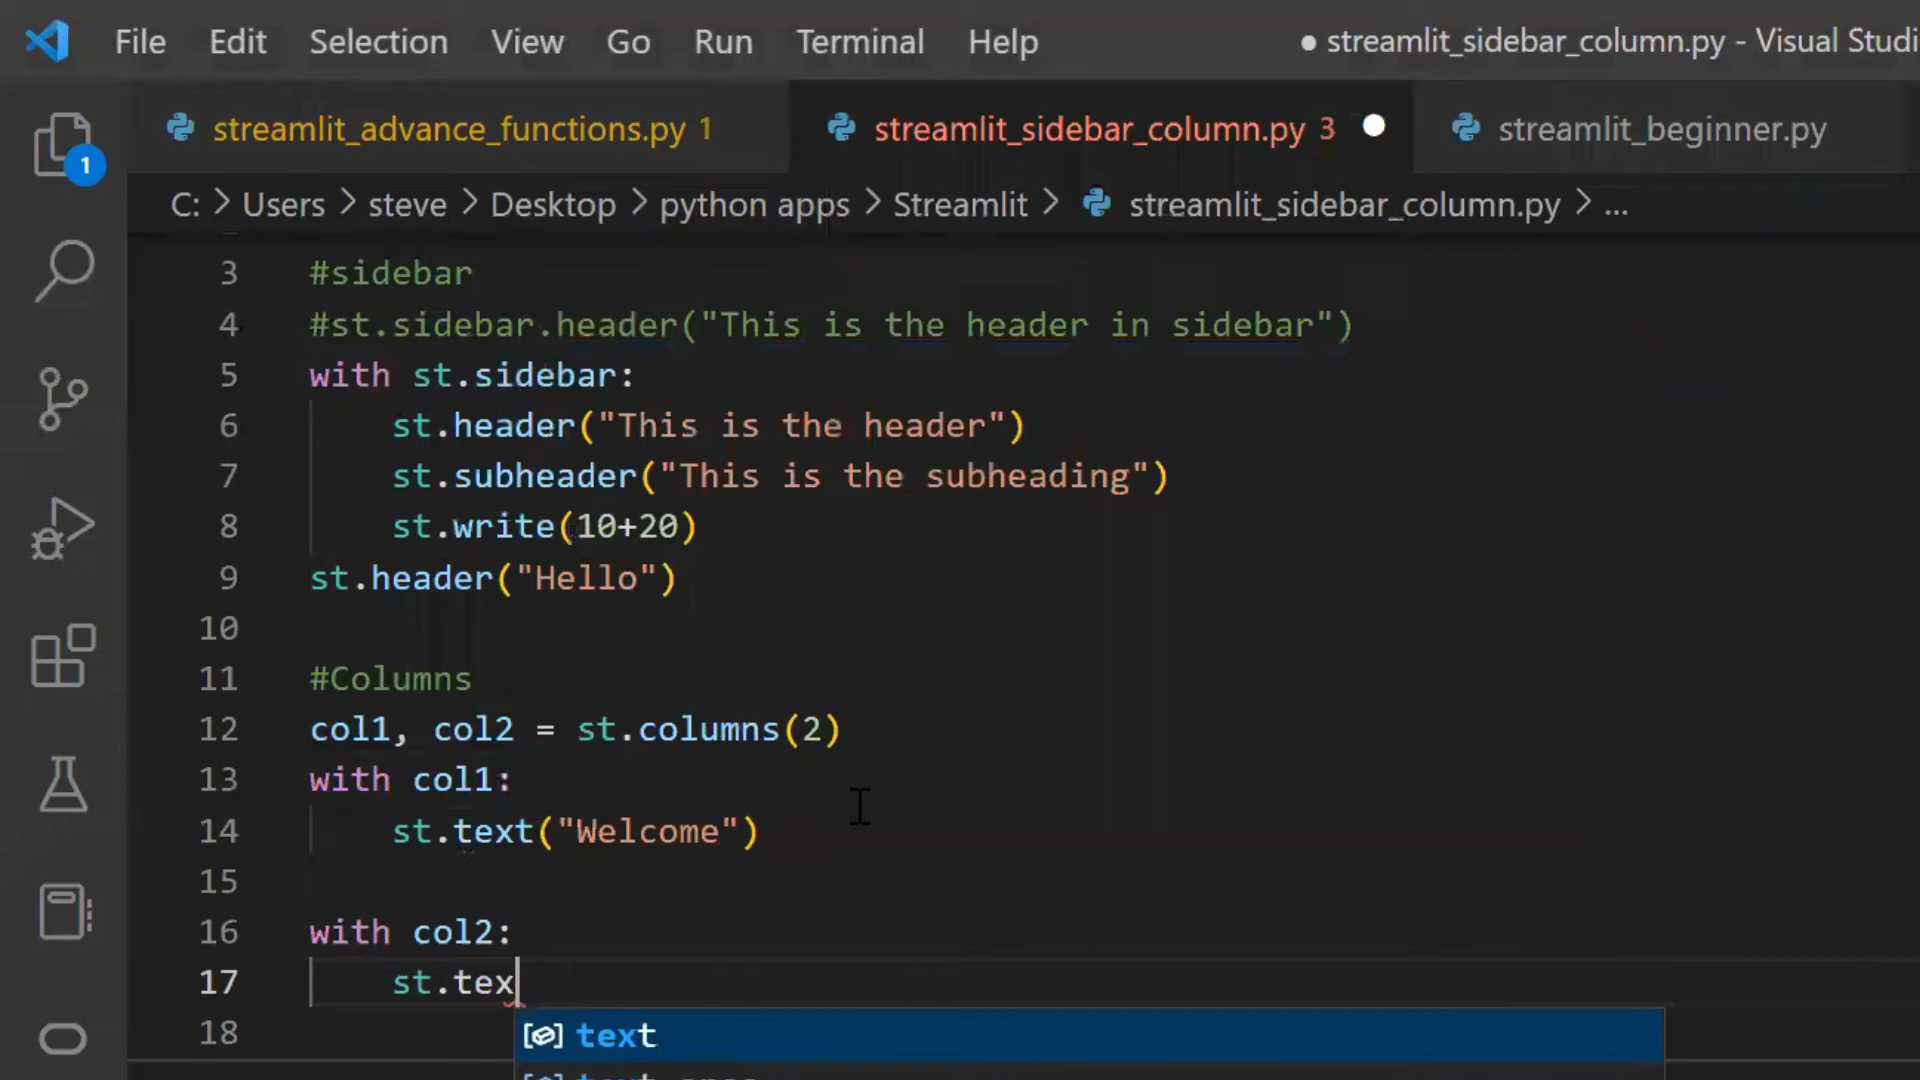 File Edit Selection View Go Run Terminal Help ● streamlit_sidebar_column.py - Visual Studi
streamlit_advance_functions.py 1 streamlit_sidebar_column.py 3 streamlit_beginner.py
1
C: > Users > steve > Desktop > python apps > Streamlit > streamlit_sidebar_column.py > ...
3 #sidebar
4 #st.sidebar.header("This is the header in sidebar")
5 with st.sidebar:
6 st.header("This is the header")
7 st.subheader("This is the subheading")
8 st.write(10+20)
9 st.header("Hello")
10
11 #Columns
12 col1, col2 = st.columns(2)
13 with col1:
14 st.text("Welcome")
15
16 with col2:
17 st.tex
18
text